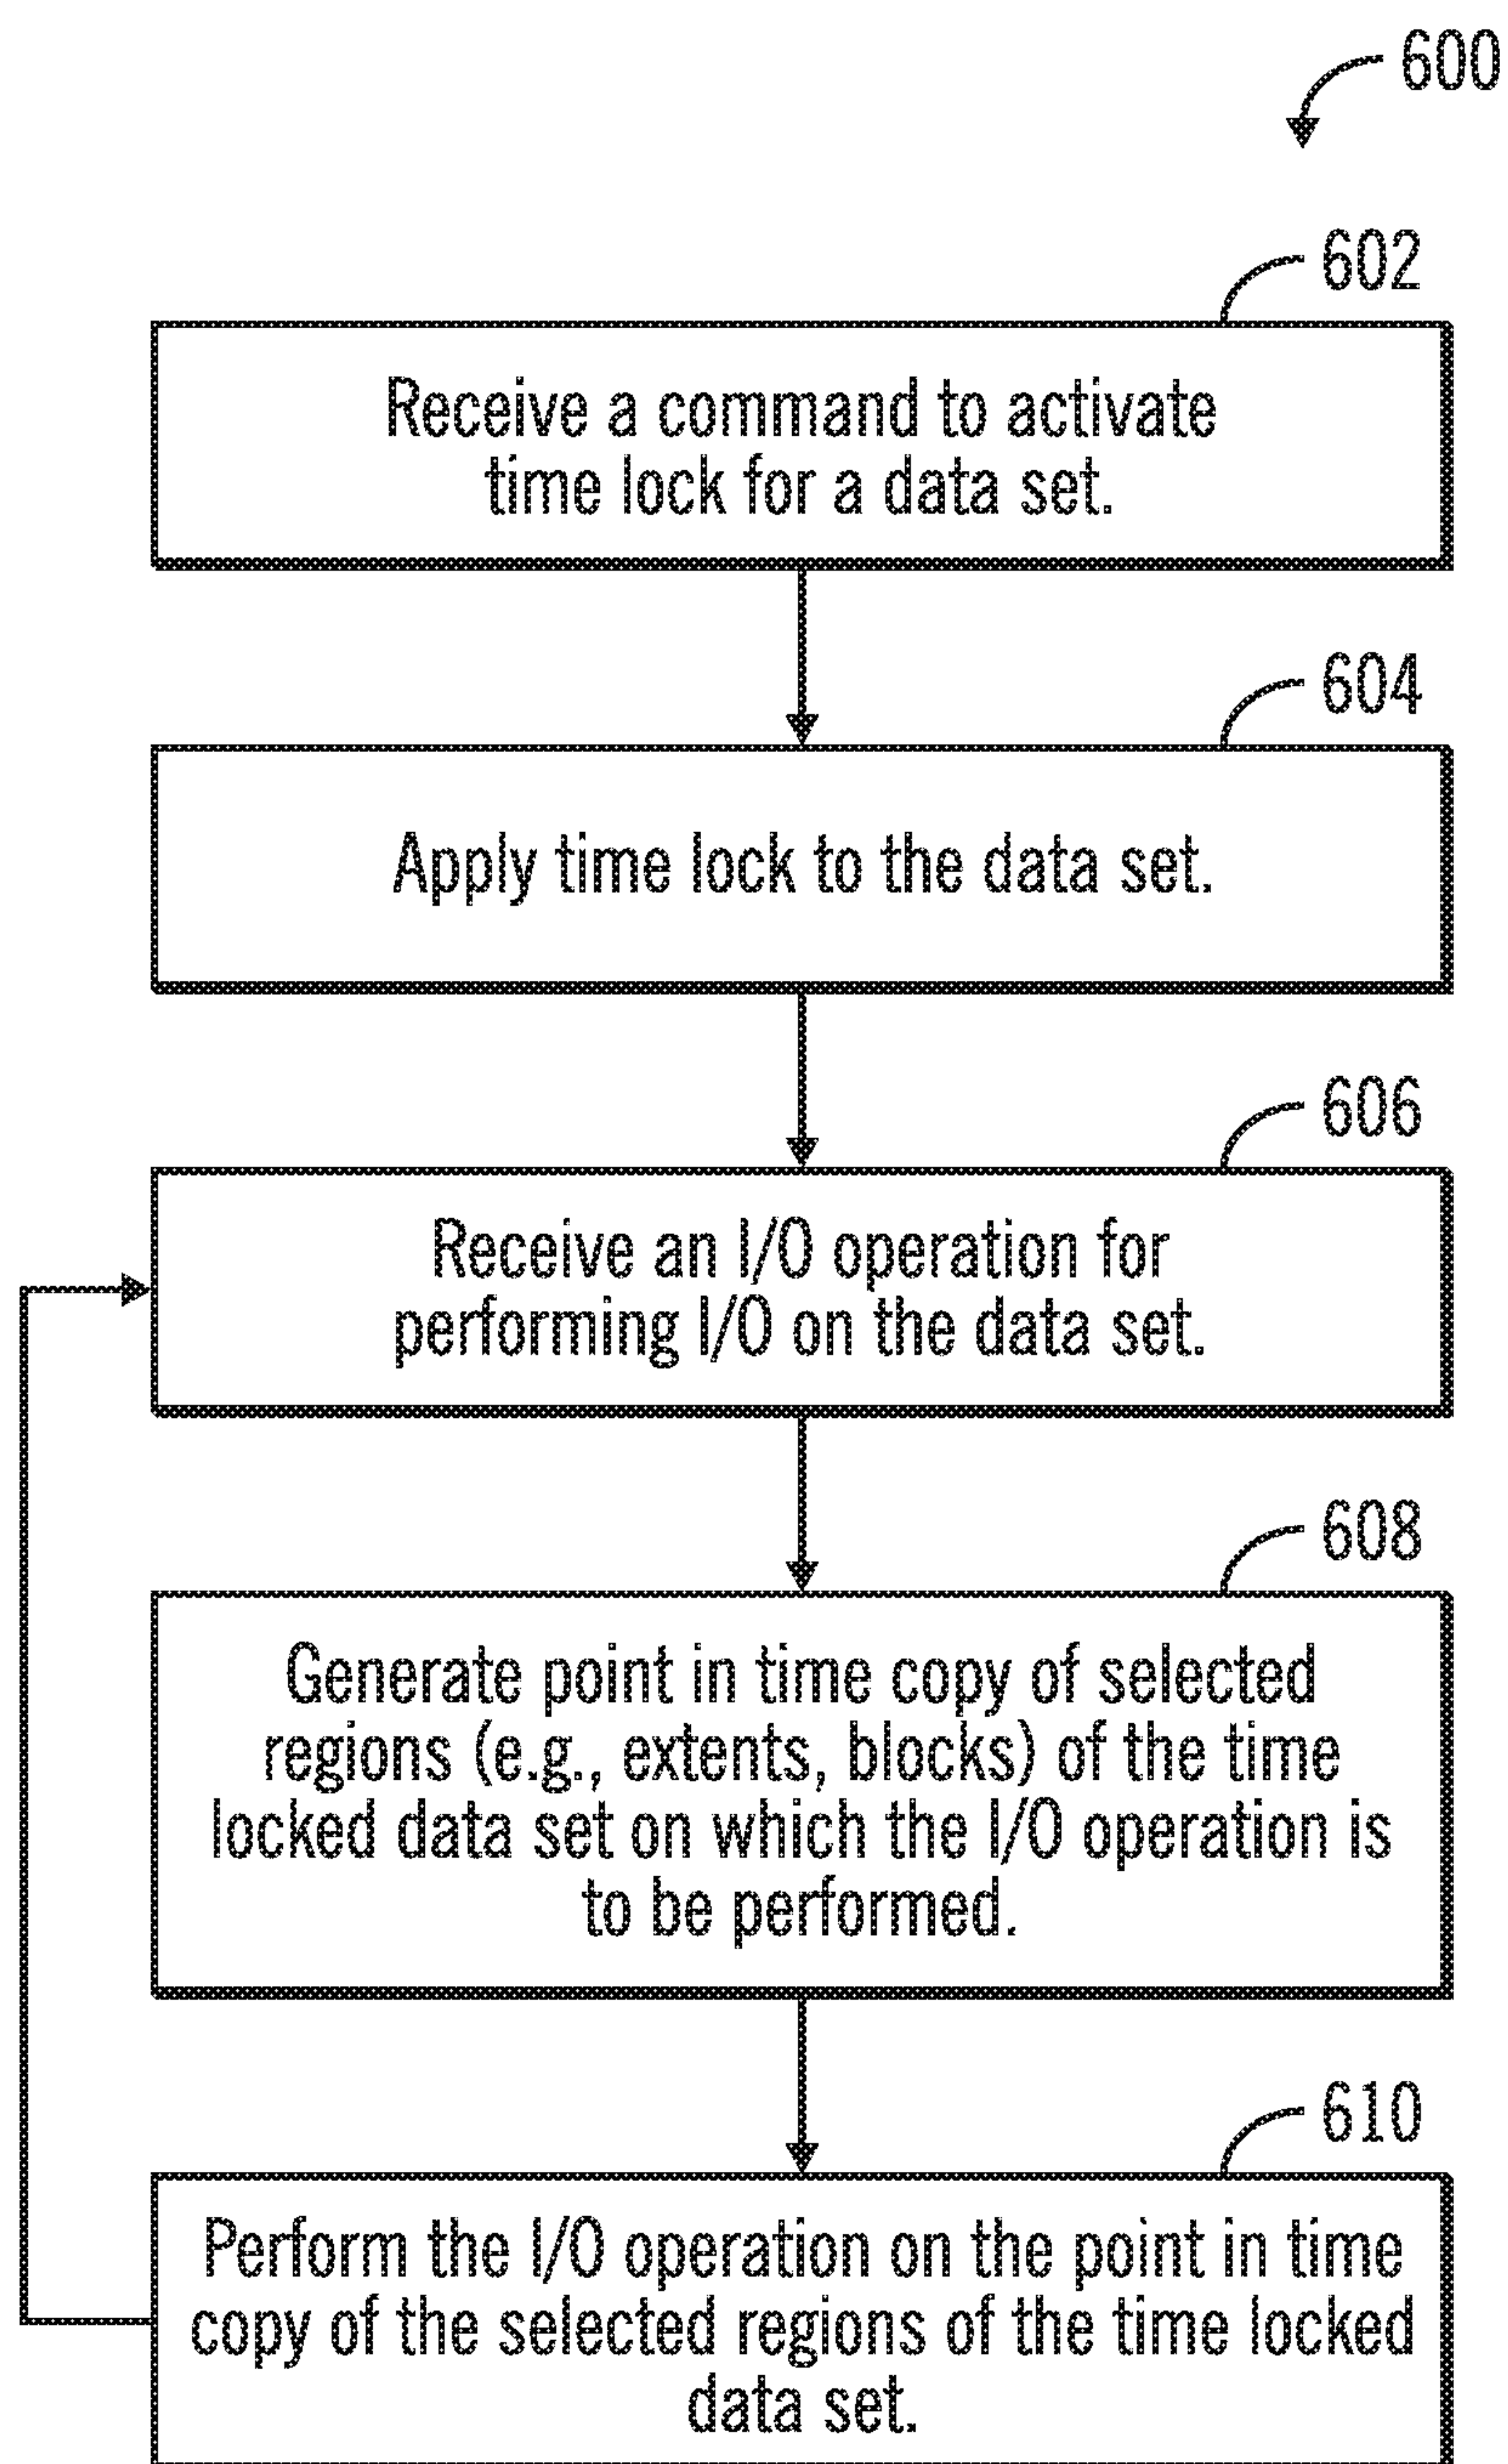 600
602
Receive a command to activate
time lock for a data set.
604
Apply time lock to the data set.
606
Receive an I/O operation for
performing I/O on the data set.
608
Generate point in time copy of selected
regions (e.g., extents, blocks) of the time
locked data set on which the I/O operation is
to be performed.
610
Perform the I/O operation on the point in time
copy of the selected regions of the time locked
data set.